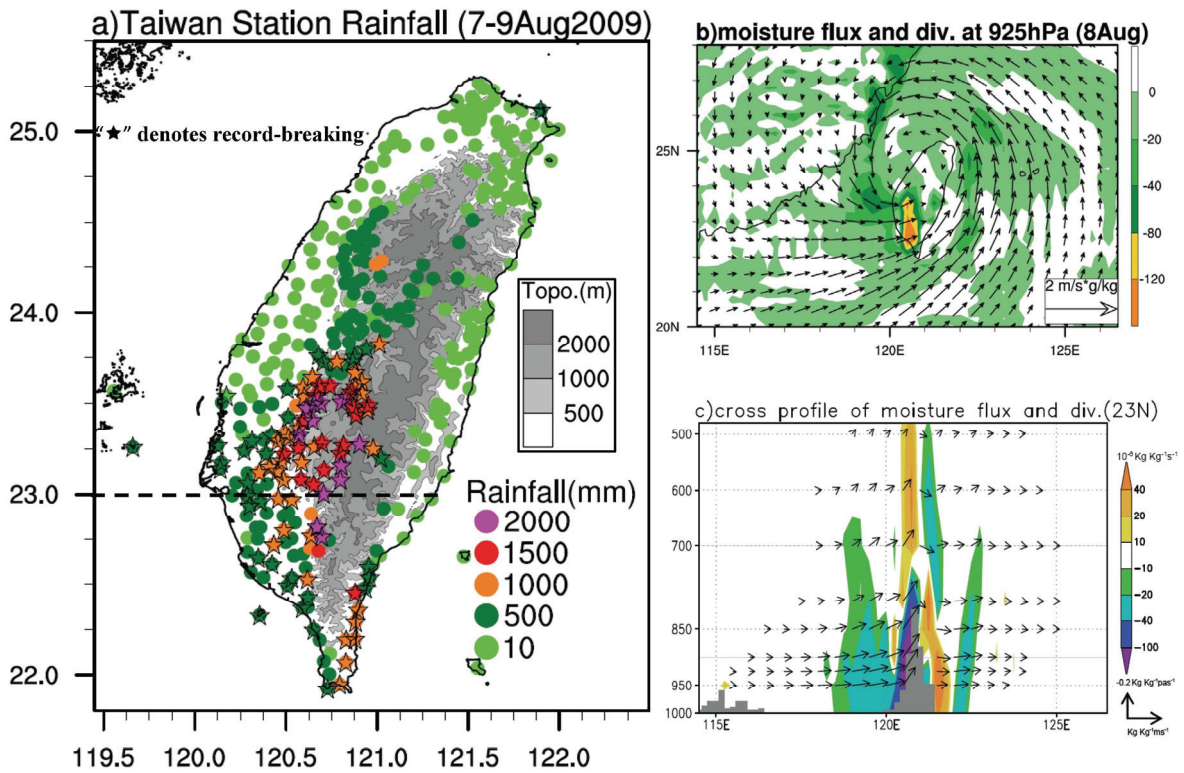 a)Taiwan Station Rainfall (7-9Aug2009)
"★" denotes record-breaking
25.0
24.0
23.0
22.0
119.5 120.0 120.5 121.0 121.5 122.0
Topo.(m)
2000
1000
500
Rainfall(mm)
2000
1500
1000
500
10
b)moisture flux and div. at 925hPa (8Aug)
25N
20N
115E 120E 125E
2 m/s*g/kg
0
-20
-40
-80
-120
c)cross profile of moisture flux and div.(23N)
500
600
700
850
950
1000
115E 120E 125E
10⁻⁸ Kg Kg⁻¹s⁻¹
40
20
10
-10
-20
-40
-100
-0.2 Kg Kg⁻¹pas⁻¹
Kg Kg⁻¹ms⁻¹